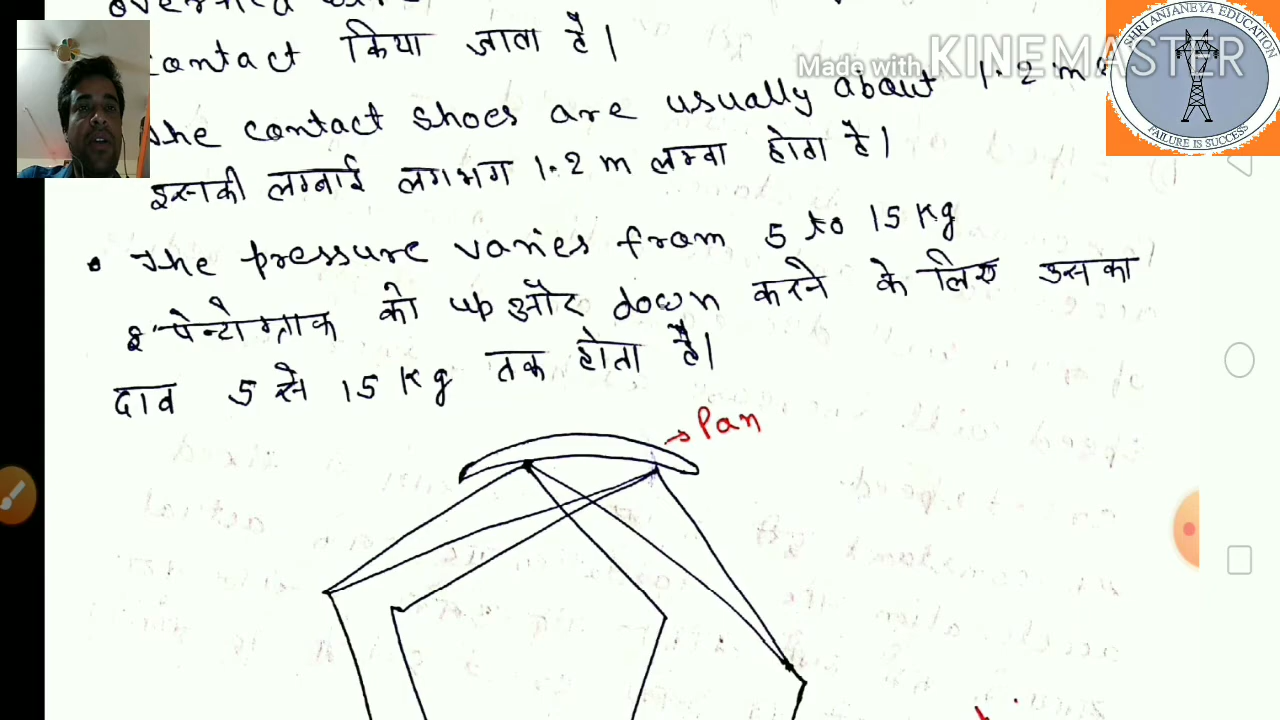 contact किया जाता है।
The contact shoes are usually about 1.2 m
इसकी लम्बाई लगभग 1.2 m लम्बा होता है।
• The pressure varies from 5 to 15 Kg
पेन्टोग्राफ को up और down करने के लिए उसका
दाब 5 से 15 Kg तक होता है।
→ Pan
Made with KINEMASTER
SHRI ANJANEYA EDUCATION
FAILURE IS SUCCESS